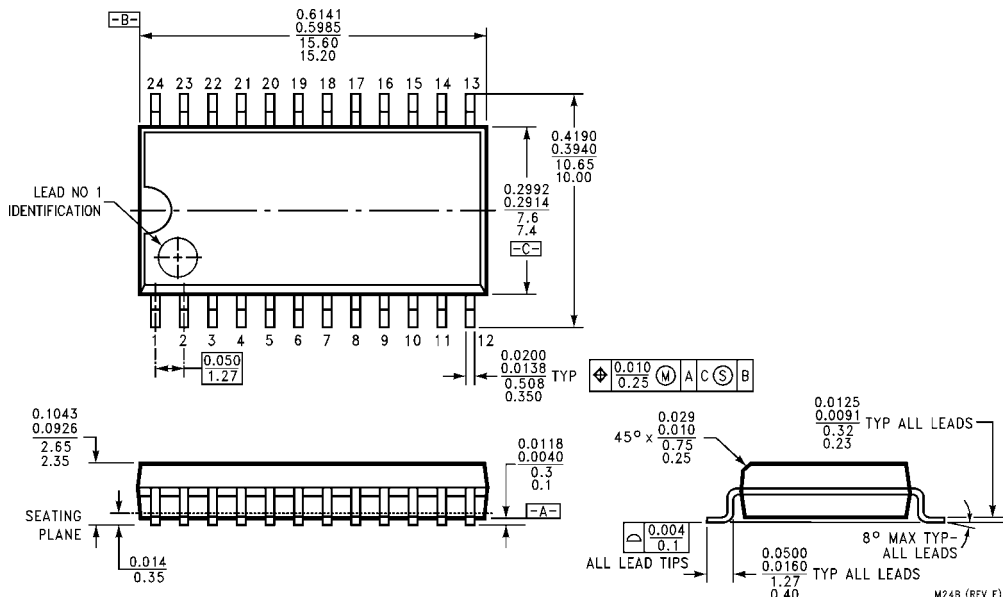 -B-
0.6141
0.5985
15.60
15.20
24 23 22 21 20 19 18 17 16 15 14 13
LEAD NO 1
IDENTIFICATION
0.4190
0.3940
10.65
10.00
0.2992
0.2914
7.6
7.4
-C-
1 2 3 4 5 6 7 8 9 10 11 12
0.050
1.27
0.0200
0.0138
0.508
0.350
TYP
0.010
0.25
M A C S B
0.1043
0.0926
2.65
2.35
SEATING
PLANE
0.014
0.35
0.0118
0.0040
0.3
0.1
-A-
45° x
0.029
0.010
0.75
0.25
0.0125
0.0091
0.32
0.23
TYP ALL LEADS
0.004
0.1
ALL LEAD TIPS
8° MAX TYP-
ALL LEADS
0.0500
0.0160
1.27
0.40
TYP ALL LEADS
M24B (REV F)